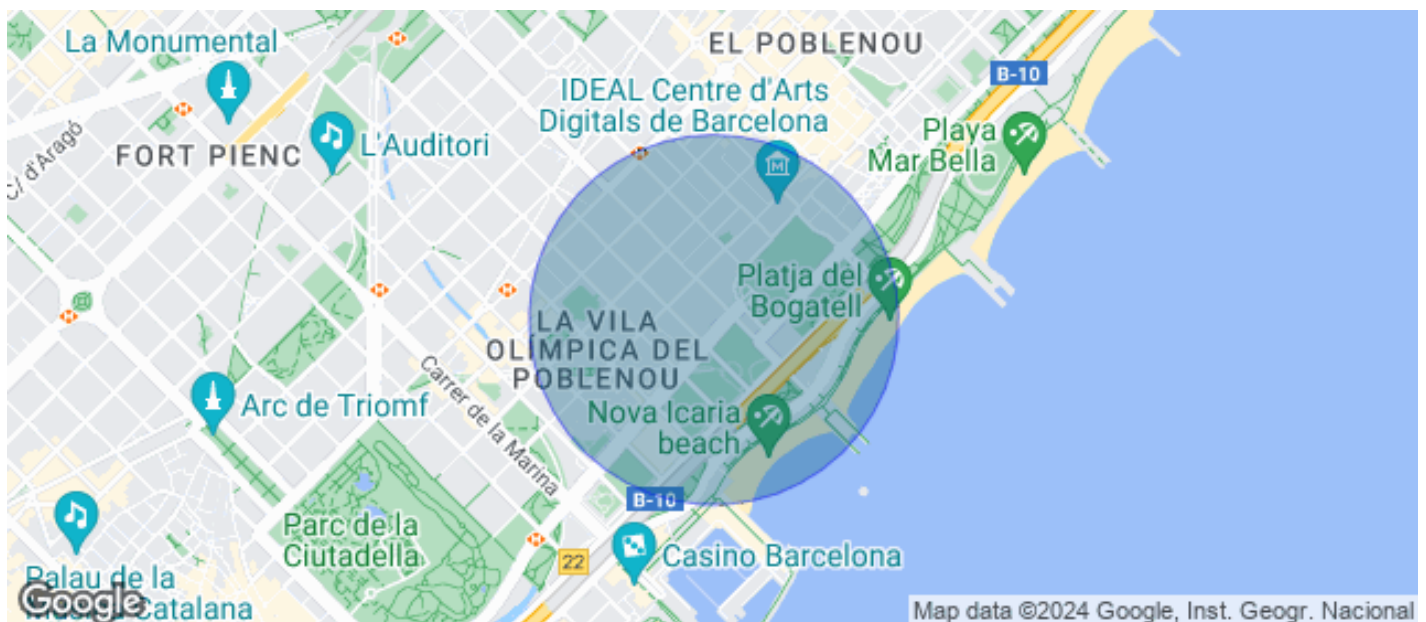 La Monumental
EL POBLENOU
B-10
IDEAL Centre d'Arts
Digitals de Barcelona
Playa
Mar Bella
C/ d'Aragó
FORT PIENC
L'Auditori
Platja del
Bogatell
LA VILA
OLÍMPICA DEL
POBLENOU
Carrer de la Marina
Arc de Triomf
Nova Icaria
beach
B-10
Parc de la
Ciutadella
22
Casino Barcelona
Palau de la
Música Catalana
Google
Map data ©2024 Google, Inst. Geogr. Nacional